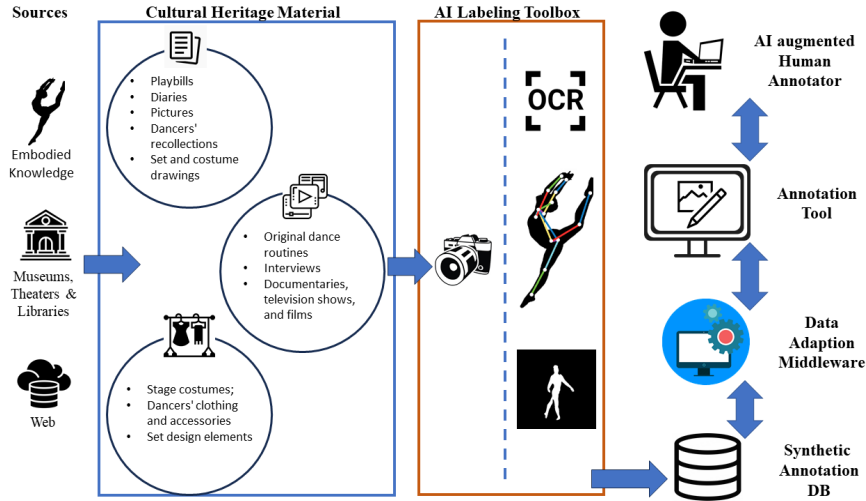 Sources
Cultural Heritage Material
AI Labeling Toolbox
Embodied
Knowledge
Museums,
Theaters &
Libraries
Web
• Playbills
• Diaries
• Pictures
• Dancers'
recollections
• Set and costume
drawings
• Original dance
routines
• Interviews
• Documentaries,
television shows,
and films
• Stage costumes;
• Dancers' clothing
and accessories
• Set design elements
OCR
AI augmented
Human
Annotator
Annotation
Tool
Data
Adaption
Middleware
Synthetic
Annotation
DB